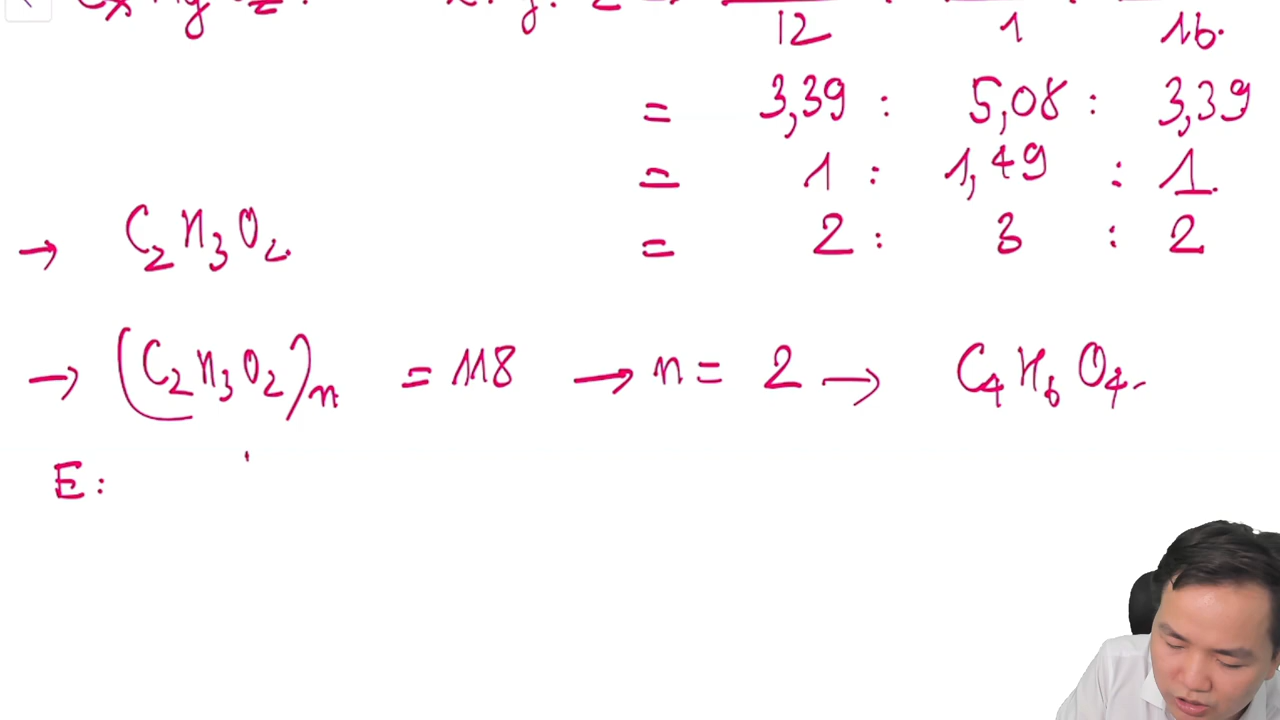 12 1 16.
= 3,39 : 5,08 : 3,39
= 1 : 1,49 : 1.
→ C₂H₃O₂.
= 2 : 3 : 2
→ (C₂H₃O₂)ₙ = 118 → n = 2 → C₄H₆O₄.
E :